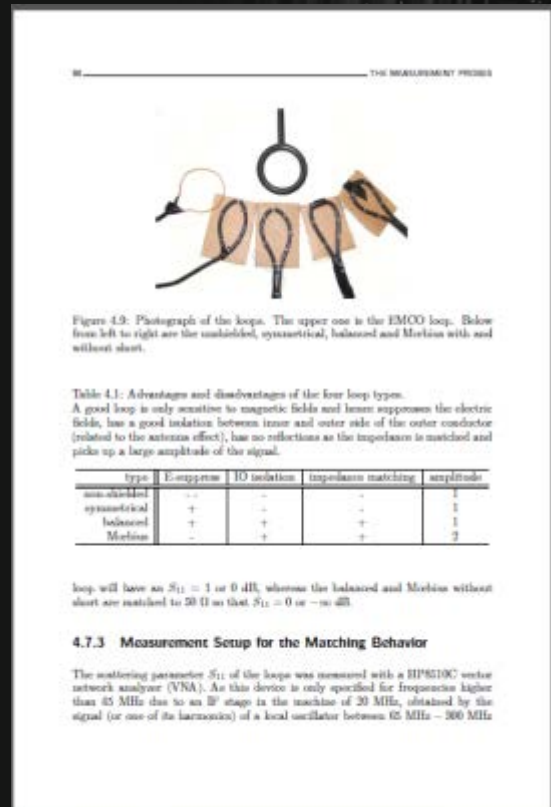 THE MEASUREMENT PROBES
Figure 4.9: Photograph of the loops. The upper one is the EMCO loop. Below
from left to right are the unshielded, symmetrical, balanced and Moebius with and
without short.
Table 4.1: Advantages and disadvantages of the four loop types.
A good loop is only sensitive to magnetic fields and hence suppresses the electric
fields, has a good isolation between inner and outer side of the outer conductor
(related to the antenna effect), has no reflections as the impedance is matched and
picks up a large amplitude of the signal.
type E-suppress IO isolation impedance matching amplitude
non-shielded -- - - 1
symmetrical + - - 1
balanced + + + 1
Moebius - + + 2
loop will have an S11 = 1 or 0 dB, whereas the balanced and Moebius without
short are matched to 50 Ω so that S11 = 0 or −∞ dB.
4.7.3 Measurement Setup for the Matching Behavior
The scattering parameter S11 of the loops was measured with a HP8510C vector
network analyzer (VNA). As this device is only specified for frequencies higher
than 45 MHz due to an IF stage in the machine of 20 MHz, obtained by the
signal (or one of its harmonics) of a local oscillator between 65 MHz – 300 MHz